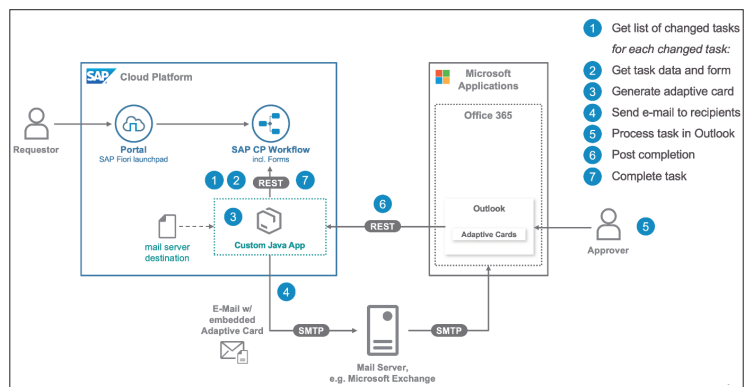 1 Get list of changed tasks
for each changed task:
2 Get task data and form
3 Generate adaptive card
4 Send e-mail to recipients
5 Process task in Outlook
6 Post completion
7 Complete task
SAP Cloud Platform
Microsoft
Applications
Office 365
Requestor
Portal
SAP Fiori launchpad
SAP CP Workflow
incl. Forms
1 2 REST 7
3
Custom Java App
mail server
destination
6
REST
Outlook
Adaptive Cards
5
Approver
4
E-Mail w/
embedded
Adaptive Card
SMTP
SMTP
Mail Server,
e.g. Microsoft Exchange